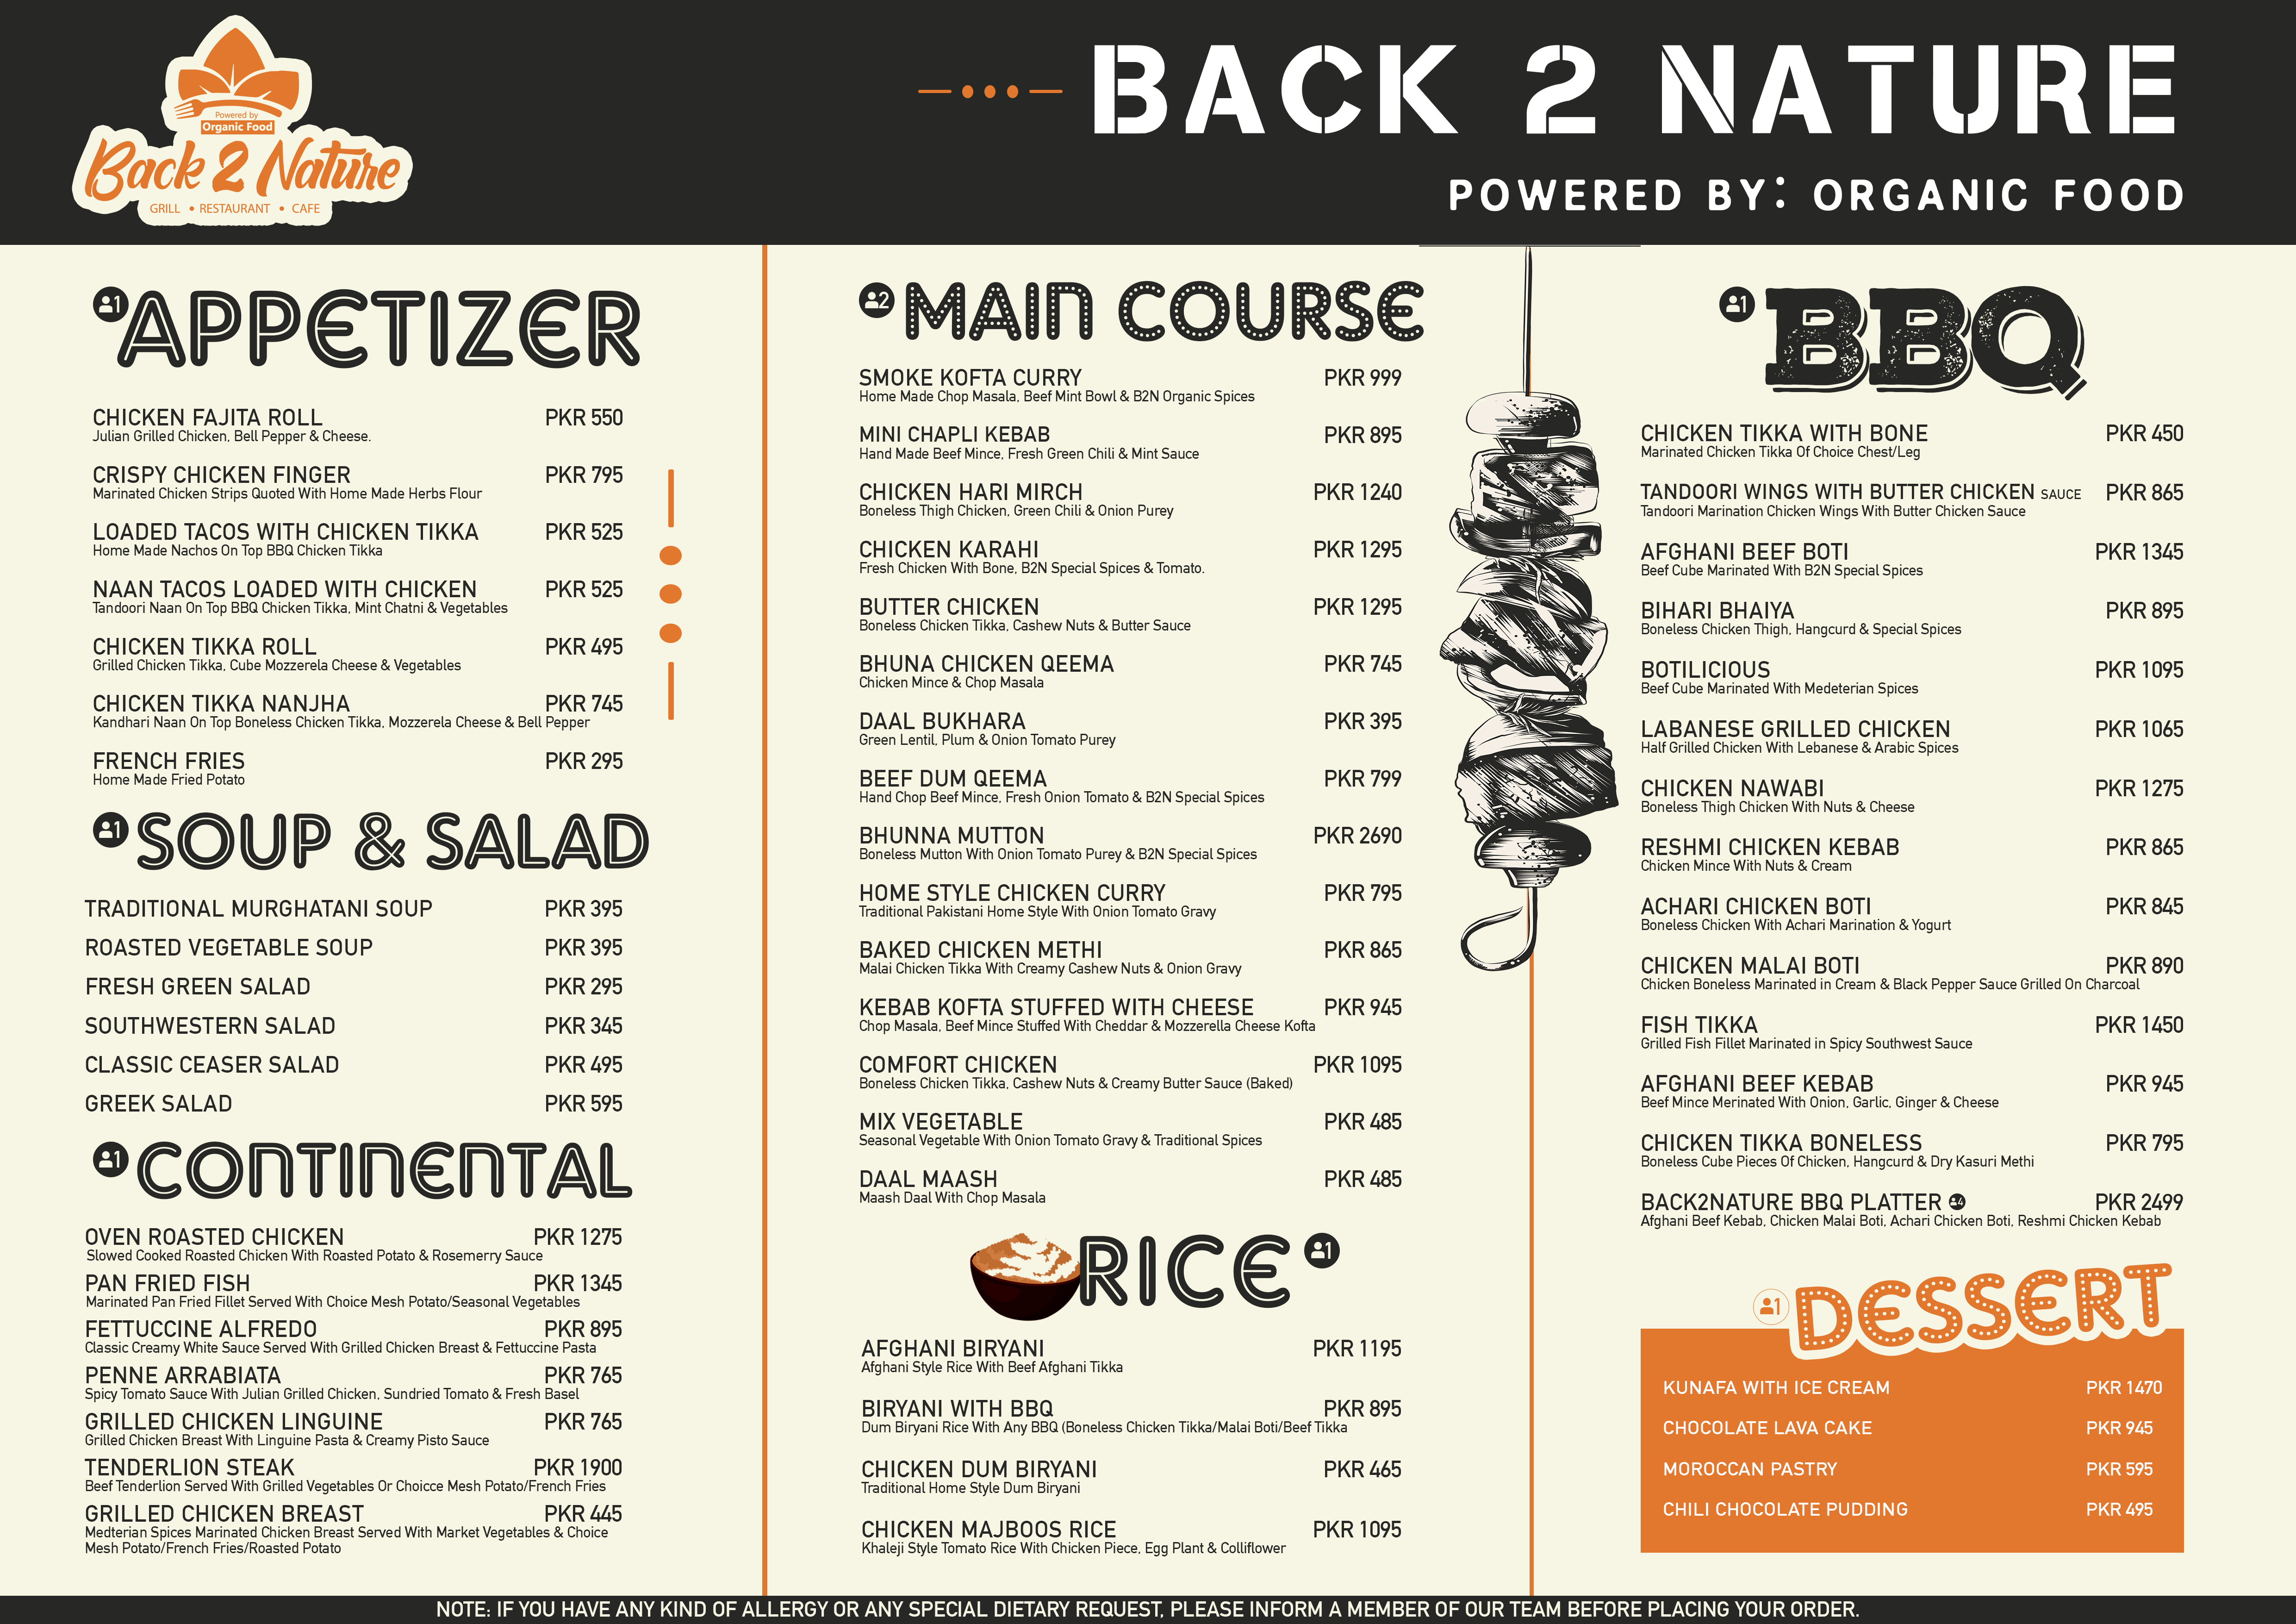 Powered by
Organic Food
Back 2 Nature
GRILL • RESTAURANT • CAFE
BACK 2 NATURE
POWERED BY: ORGANIC FOOD
1 APPETIZER
CHICKEN FAJITA ROLL PKR 550
Julian Grilled Chicken, Bell Pepper & Cheese.
CRISPY CHICKEN FINGER PKR 795
Marinated Chicken Strips Quoted With Home Made Herbs Flour
LOADED TACOS WITH CHICKEN TIKKA PKR 525
Home Made Nachos On Top BBQ Chicken Tikka
NAAN TACOS LOADED WITH CHICKEN PKR 525
Tandoori Naan On Top BBQ Chicken Tikka, Mint Chatni & Vegetables
CHICKEN TIKKA ROLL PKR 495
Grilled Chicken Tikka, Cube Mozzerela Cheese & Vegetables
CHICKEN TIKKA NANJHA PKR 745
Kandhari Naan On Top Boneless Chicken Tikka, Mozzerela Cheese & Bell Pepper
FRENCH FRIES PKR 295
Home Made Fried Potato
1 SOUP & SALAD
TRADITIONAL MURGHATANI SOUP PKR 395
ROASTED VEGETABLE SOUP PKR 395
FRESH GREEN SALAD PKR 295
SOUTHWESTERN SALAD PKR 345
CLASSIC CEASER SALAD PKR 495
GREEK SALAD PKR 595
1 CONTINENTAL
OVEN ROASTED CHICKEN PKR 1275
Slowed Cooked Roasted Chicken With Roasted Potato & Rosemerry Sauce
PAN FRIED FISH PKR 1345
Marinated Pan Fried Fillet Served With Choice Mesh Potato/Seasonal Vegetables
FETTUCCINE ALFREDO PKR 895
Classic Creamy White Sauce Served With Grilled Chicken Breast & Fettuccine Pasta
PENNE ARRABIATA PKR 765
Spicy Tomato Sauce With Julian Grilled Chicken, Sundried Tomato & Fresh Basel
GRILLED CHICKEN LINGUINE PKR 765
Grilled Chicken Breast With Linguine Pasta & Creamy Pisto Sauce
TENDERLION STEAK PKR 1900
Beef Tenderlion Served With Grilled Vegetables Or Choicce Mesh Potato/French Fries
GRILLED CHICKEN BREAST PKR 445
Medterian Spices Marinated Chicken Breast Served With Market Vegetables & Choice
Mesh Potato/French Fries/Roasted Potato
2 MAIN COURSE
SMOKE KOFTA CURRY PKR 999
Home Made Chop Masala, Beef Mint Bowl & B2N Organic Spices
MINI CHAPLI KEBAB PKR 895
Hand Made Beef Mince, Fresh Green Chili & Mint Sauce
CHICKEN HARI MIRCH PKR 1240
Boneless Thigh Chicken, Green Chili & Onion Purey
CHICKEN KARAHI PKR 1295
Fresh Chicken With Bone, B2N Special Spices & Tomato.
BUTTER CHICKEN PKR 1295
Boneless Chicken Tikka, Cashew Nuts & Butter Sauce
BHUNA CHICKEN QEEMA PKR 745
Chicken Mince & Chop Masala
DAAL BUKHARA PKR 395
Green Lentil, Plum & Onion Tomato Purey
BEEF DUM QEEMA PKR 799
Hand Chop Beef Mince, Fresh Onion Tomato & B2N Special Spices
BHUNNA MUTTON PKR 2690
Boneless Mutton With Onion Tomato Purey & B2N Special Spices
HOME STYLE CHICKEN CURRY PKR 795
Traditional Pakistani Home Style With Onion Tomato Gravy
BAKED CHICKEN METHI PKR 865
Malai Chicken Tikka With Creamy Cashew Nuts & Onion Gravy
KEBAB KOFTA STUFFED WITH CHEESE PKR 945
Chop Masala, Beef Mince Stuffed With Cheddar & Mozzerella Cheese Kofta
COMFORT CHICKEN PKR 1095
Boneless Chicken Tikka, Cashew Nuts & Creamy Butter Sauce (Baked)
MIX VEGETABLE PKR 485
Seasonal Vegetable With Onion Tomato Gravy & Traditional Spices
DAAL MAASH PKR 485
Maash Daal With Chop Masala
RICE 1
AFGHANI BIRYANI PKR 1195
Afghani Style Rice With Beef Afghani Tikka
BIRYANI WITH BBQ PKR 895
Dum Biryani Rice With Any BBQ (Boneless Chicken Tikka/Malai Boti/Beef Tikka
CHICKEN DUM BIRYANI PKR 465
Traditional Home Style Dum Biryani
CHICKEN MAJBOOS RICE PKR 1095
Khaleji Style Tomato Rice With Chicken Piece, Egg Plant & Colliflower
1 BBQ
CHICKEN TIKKA WITH BONE PKR 450
Marinated Chicken Tikka Of Choice Chest/Leg
TANDOORI WINGS WITH BUTTER CHICKEN SAUCE PKR 865
Tandoori Marination Chicken Wings With Butter Chicken Sauce
AFGHANI BEEF BOTI PKR 1345
Beef Cube Marinated With B2N Special Spices
BIHARI BHAIYA PKR 895
Boneless Chicken Thigh, Hangcurd & Special Spices
BOTILICIOUS PKR 1095
Beef Cube Marinated With Medeterian Spices
LABANESE GRILLED CHICKEN PKR 1065
Half Grilled Chicken With Lebanese & Arabic Spices
CHICKEN NAWABI PKR 1275
Boneless Thigh Chicken With Nuts & Cheese
RESHMI CHICKEN KEBAB PKR 865
Chicken Mince With Nuts & Cream
ACHARI CHICKEN BOTI PKR 845
Boneless Chicken With Achari Marination & Yogurt
CHICKEN MALAI BOTI PKR 890
Chicken Boneless Marinated in Cream & Black Pepper Sauce Grilled On Charcoal
FISH TIKKA PKR 1450
Grilled Fish Fillet Marinated in Spicy Southwest Sauce
AFGHANI BEEF KEBAB PKR 945
Beef Mince Merinated With Onion, Garlic, Ginger & Cheese
CHICKEN TIKKA BONELESS PKR 795
Boneless Cube Pieces Of Chicken, Hangcurd & Dry Kasuri Methi
BACK2NATURE BBQ PLATTER 4 PKR 2499
Afghani Beef Kebab, Chicken Malai Boti, Achari Chicken Boti, Reshmi Chicken Kebab
1 DESSERT
KUNAFA WITH ICE CREAM PKR 1470
CHOCOLATE LAVA CAKE PKR 945
MOROCCAN PASTRY PKR 595
CHILI CHOCOLATE PUDDING PKR 495
NOTE: IF YOU HAVE ANY KIND OF ALLERGY OR ANY SPECIAL DIETARY REQUEST, PLEASE INFORM A MEMBER OF OUR TEAM BEFORE PLACING YOUR ORDER.